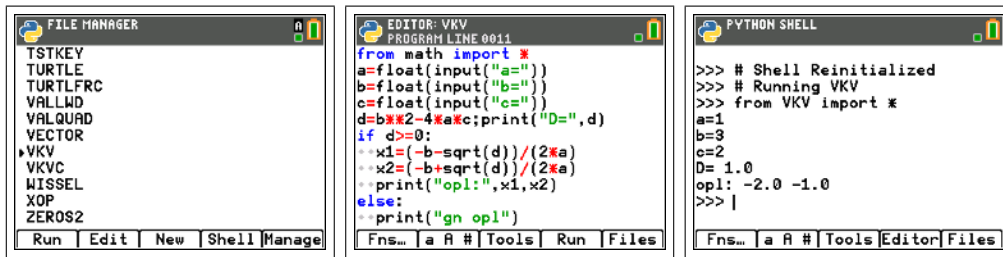 FILE MANAGER
TSTKEY
TURTLE
TURTLFRC
VALLWD
VALQUAD
VECTOR
VKV
VKVC
WISSEL
XOP
ZEROS2
Run Edit New Shell Manage
EDITOR: VKV
PROGRAM LINE 0011
from math import *
a=float(input("a="))
b=float(input("b="))
c=float(input("c="))
d=b**2-4*a*c;print("D=",d)
if d>=0:
··x1=(-b-sqrt(d))/(2*a)
··x2=(-b+sqrt(d))/(2*a)
··print("opl:",x1,x2)
else:
··print("gn opl")
Fns… a A # Tools Run Files
PYTHON SHELL
>>> # Shell Reinitialized
>>> # Running VKV
>>> from VKV import *
a=1
b=3
c=2
D= 1.0
opl: -2.0 -1.0
>>> |
Fns… a A # Tools Editor Files